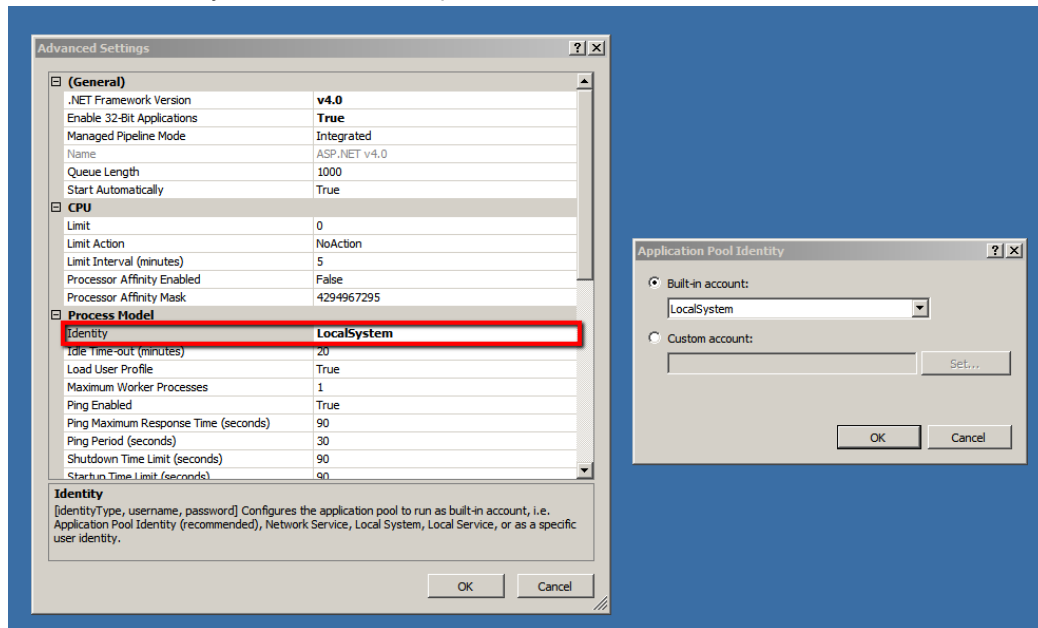 Advanced Settings
(General)
.NET Framework Version v4.0
Enable 32-Bit Applications True
Managed Pipeline Mode Integrated
Name ASP.NET v4.0
Queue Length 1000
Start Automatically True
CPU
Limit 0
Limit Action NoAction
Limit Interval (minutes) 5
Processor Affinity Enabled False
Processor Affinity Mask 4294967295
Process Model
Identity LocalSystem
Idle Time-out (minutes) 20
Load User Profile True
Maximum Worker Processes 1
Ping Enabled True
Ping Maximum Response Time (seconds) 90
Ping Period (seconds) 30
Shutdown Time Limit (seconds) 90
Startup Time Limit (seconds) 90
Identity
[identityType, username, password] Configures the application pool to run as built-in account, i.e.
Application Pool Identity (recommended), Network Service, Local System, Local Service, or as a specific
user identity.
OK Cancel
Application Pool Identity
Built-in account:
LocalSystem
Custom account:
Set...
OK Cancel